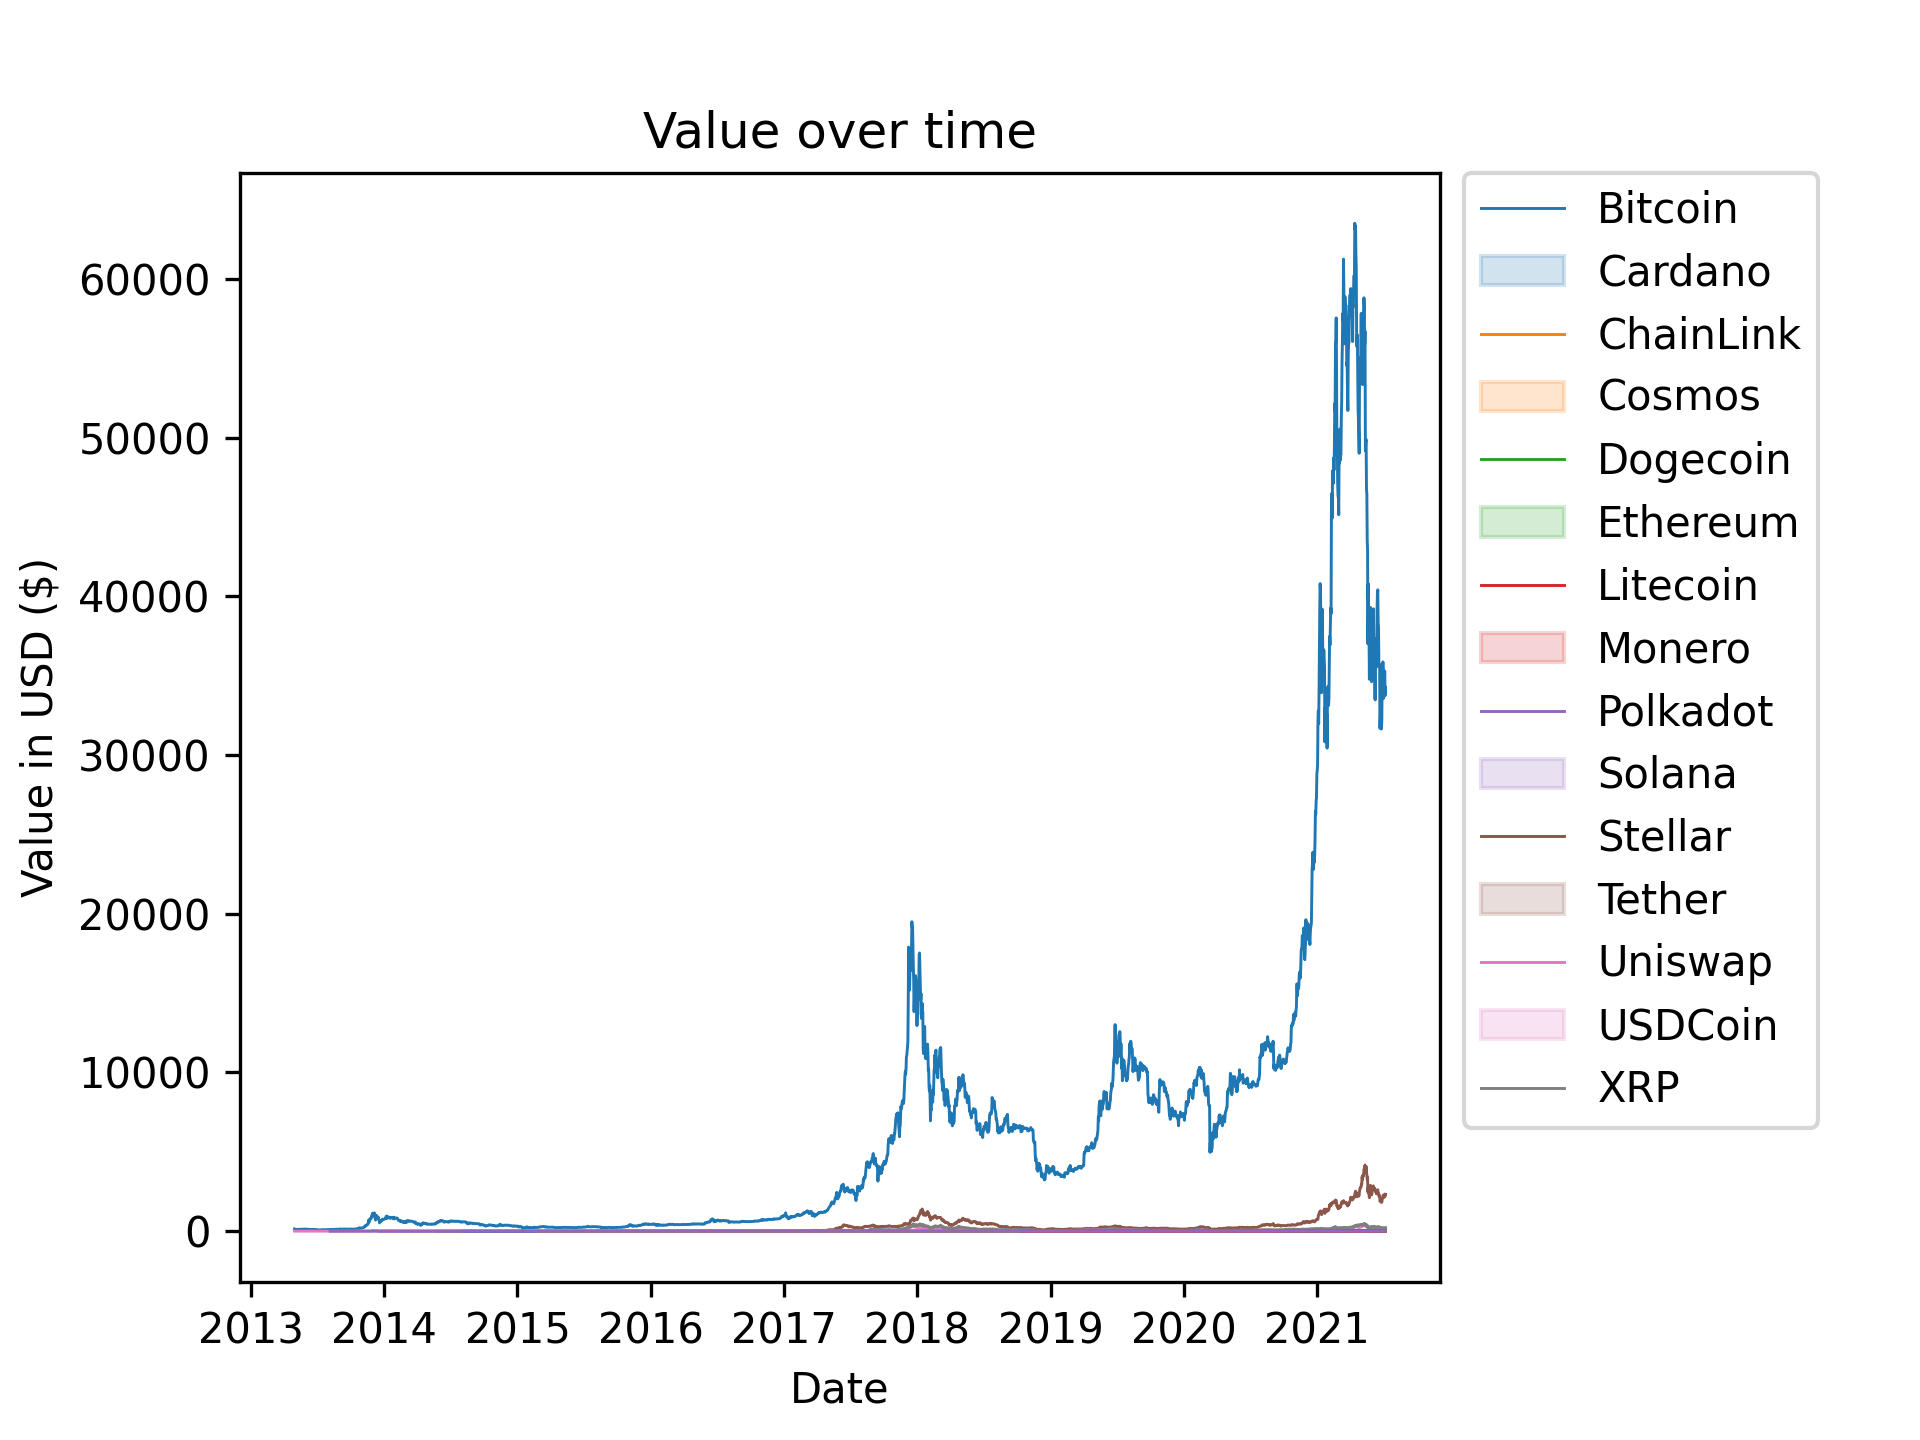 Value over time
Value in USD ($)
60000
50000
40000
30000
20000
10000
0
2013 2014 2015 2016 2017 2018 2019 2020 2021
Date
Bitcoin
Cardano
ChainLink
Cosmos
Dogecoin
Ethereum
Litecoin
Monero
Polkadot
Solana
Stellar
Tether
Uniswap
USDCoin
XRP